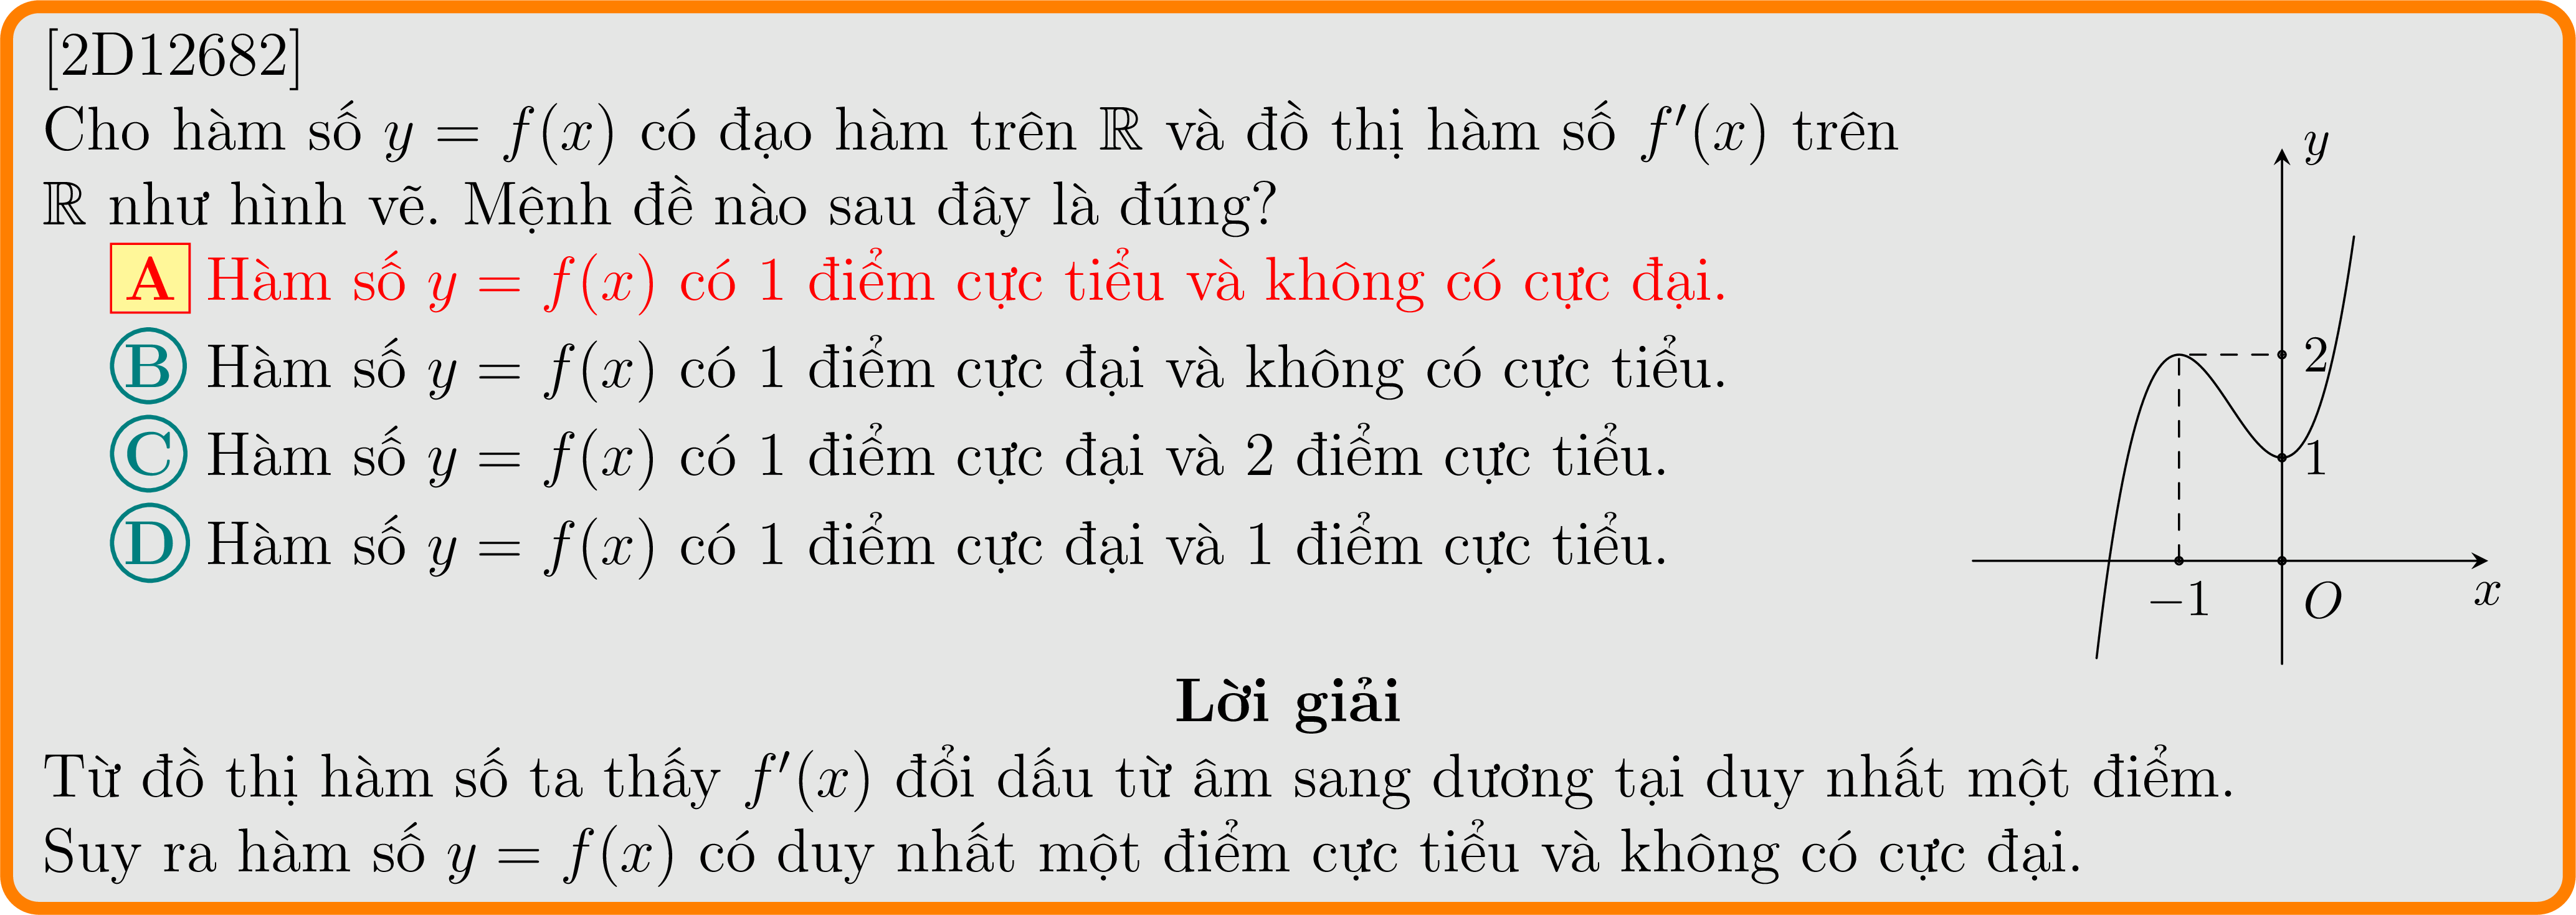 [2D12682]
Cho hàm số y = f(x) có đạo hàm trên ℝ và đồ thị hàm số f′(x) trên
ℝ như hình vẽ. Mệnh đề nào sau đây là đúng?
A Hàm số y = f(x) có 1 điểm cực tiểu và không có cực đại.
B Hàm số y = f(x) có 1 điểm cực đại và không có cực tiểu.
C Hàm số y = f(x) có 1 điểm cực đại và 2 điểm cực tiểu.
D Hàm số y = f(x) có 1 điểm cực đại và 1 điểm cực tiểu.
y
2
1
−1
O
x
Lời giải
Từ đồ thị hàm số ta thấy f′(x) đổi dấu từ âm sang dương tại duy nhất một điểm.
Suy ra hàm số y = f(x) có duy nhất một điểm cực tiểu và không có cực đại.